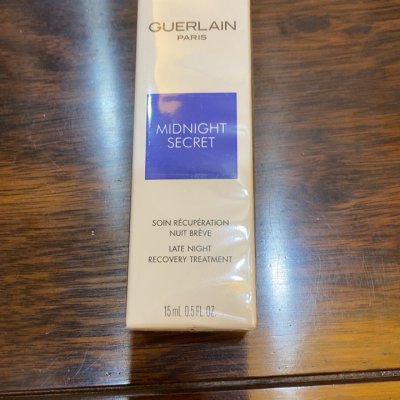 GUERLAIN
PARIS
MIDNIGHT
SECRET
SOIN RÉCUPÉRATION
NUIT BRÈVE
LATE NIGHT
RECOVERY TREATMENT
15 mL 0.5 FL. OZ.